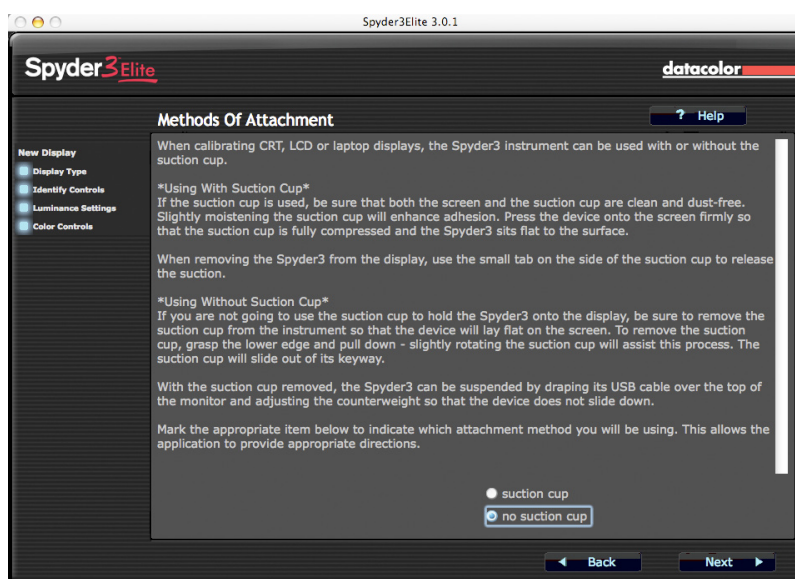 Spyder3Elite 3.0.1
Spyder3Elite
datacolor
Methods Of Attachment
? Help
New Display
Display Type
Identify Controls
Luminance Settings
Color Controls
When calibrating CRT, LCD or laptop displays, the Spyder3 instrument can be used with or without the
suction cup.
*Using With Suction Cup*
If the suction cup is used, be sure that both the screen and the suction cup are clean and dust-free.
Slightly moistening the suction cup will enhance adhesion. Press the device onto the screen firmly so
that the suction cup is fully compressed and the Spyder3 sits flat to the surface.
When removing the Spyder3 from the display, use the small tab on the side of the suction cup to release
the suction.
*Using Without Suction Cup*
If you are not going to use the suction cup to hold the Spyder3 onto the display, be sure to remove the
suction cup from the instrument so that the device will lay flat on the screen. To remove the suction
cup, grasp the lower edge and pull down - slightly rotating the suction cup will assist this process. The
suction cup will slide out of its keyway.
With the suction cup removed, the Spyder3 can be suspended by draping its USB cable over the top of
the monitor and adjusting the counterweight so that the device does not slide down.
Mark the appropriate item below to indicate which attachment method you will be using. This allows the
application to provide appropriate directions.
suction cup
no suction cup
Back
Next